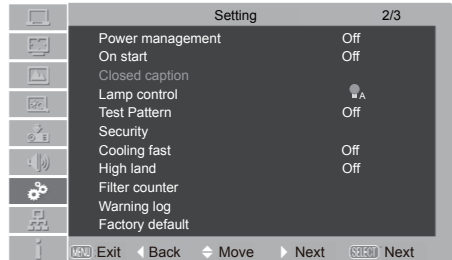 Setting 2/3
Power management Off
On start Off
Closed caption
Lamp control A
Test Pattern Off
Security
Cooling fast Off
High land Off
Filter counter
Warning log
Factory default
MENU Exit Back Move Next SELECT Next